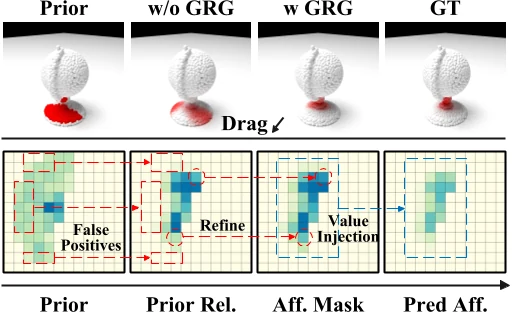 Prior w/o GRG w GRG GT
Drag
False
Positives
Refine
Value
Injection
Prior Prior Rel. Aff. Mask Pred Aff.